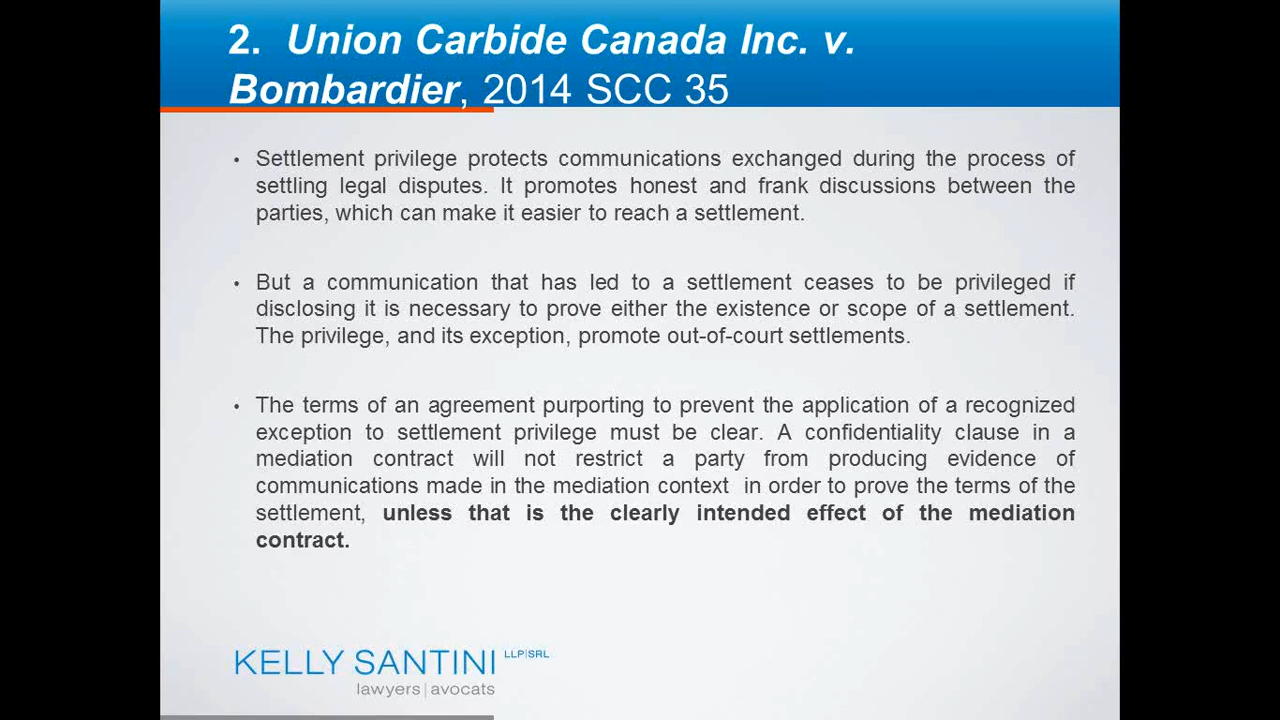 2. Union Carbide Canada Inc. v.
Bombardier, 2014 SCC 35
• Settlement privilege protects communications exchanged during the process of
settling legal disputes. It promotes honest and frank discussions between the
parties, which can make it easier to reach a settlement.
• But a communication that has led to a settlement ceases to be privileged if
disclosing it is necessary to prove either the existence or scope of a settlement.
The privilege, and its exception, promote out-of-court settlements.
• The terms of an agreement purporting to prevent the application of a recognized
exception to settlement privilege must be clear. A confidentiality clause in a
mediation contract will not restrict a party from producing evidence of
communications made in the mediation context in order to prove the terms of the
settlement, unless that is the clearly intended effect of the mediation
contract.
KELLY SANTINI LLP|SRL
lawyers|avocats